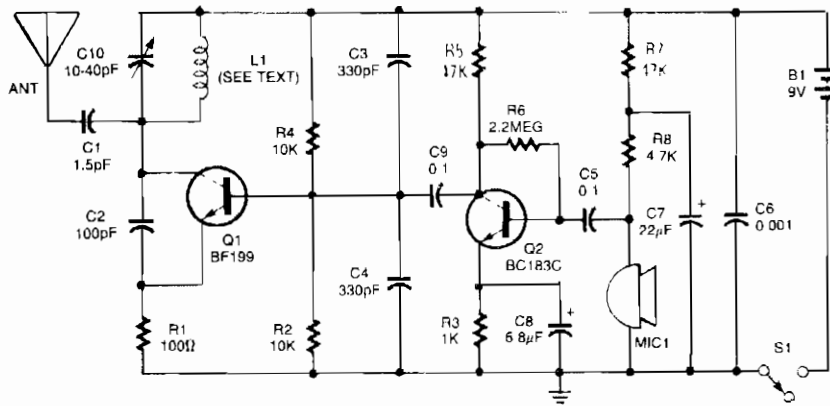 ANT
C10
10-40pF
L1
(SEE TEXT)
C1
1.5pF
C2
100pF
Q1
BF199
R1
100Ω
R4
10K
R2
10K
C3
330pF
C4
330pF
C9
0.1
R5
47K
R6
2.2MEG
Q2
BC183C
R3
1K
C8
6.8µF
+
C5
0.1
R7
R8
4.7K
MIC1
C7
22µF
+
C6
0.001
B1
9V
S1